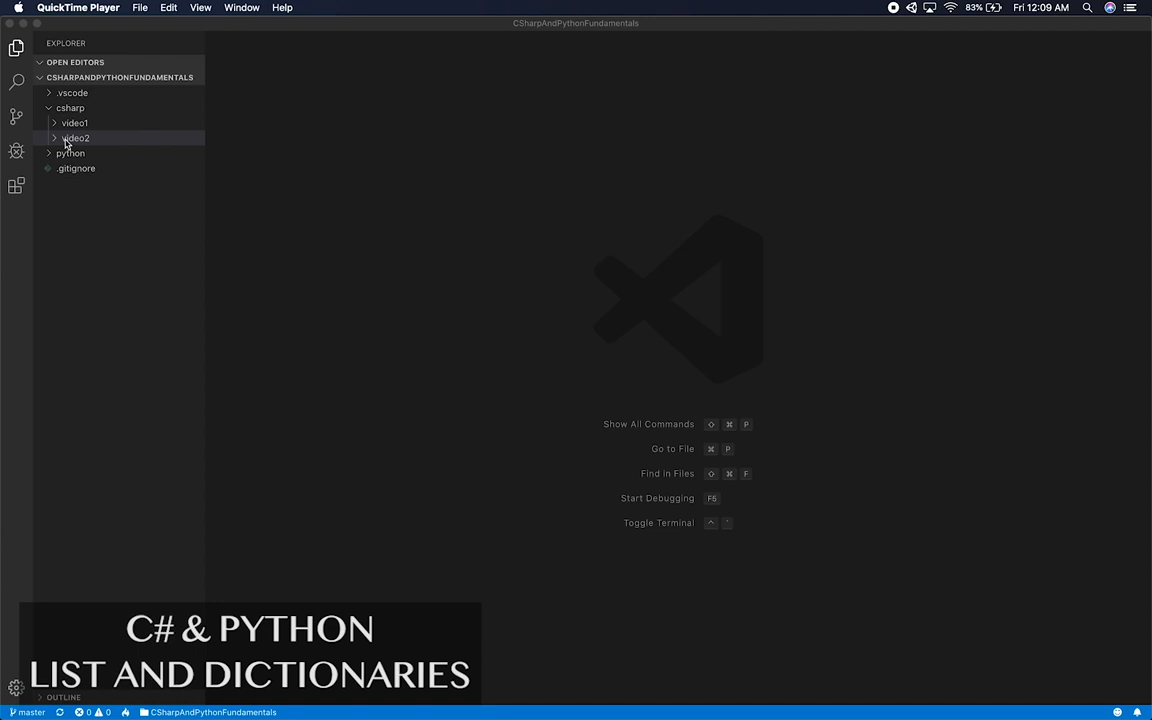 QuickTime Player File Edit View Window Help 83% Fri 12:09 AM
CSharpAndPythonFundamentals
EXPLORER
OPEN EDITORS
CSHARPANDPYTHONFUNDAMENTALS
.vscode
csharp
video1
video2
python
.gitignore
Show All Commands ⇧ ⌘ P
Go to File ⌘ P
Find in Files ⇧ ⌘ F
Start Debugging F5
Toggle Terminal ^ `
C# & PYTHON
LIST AND DICTIONARIES
OUTLINE
master 0 0 CSharpAndPythonFundamentals